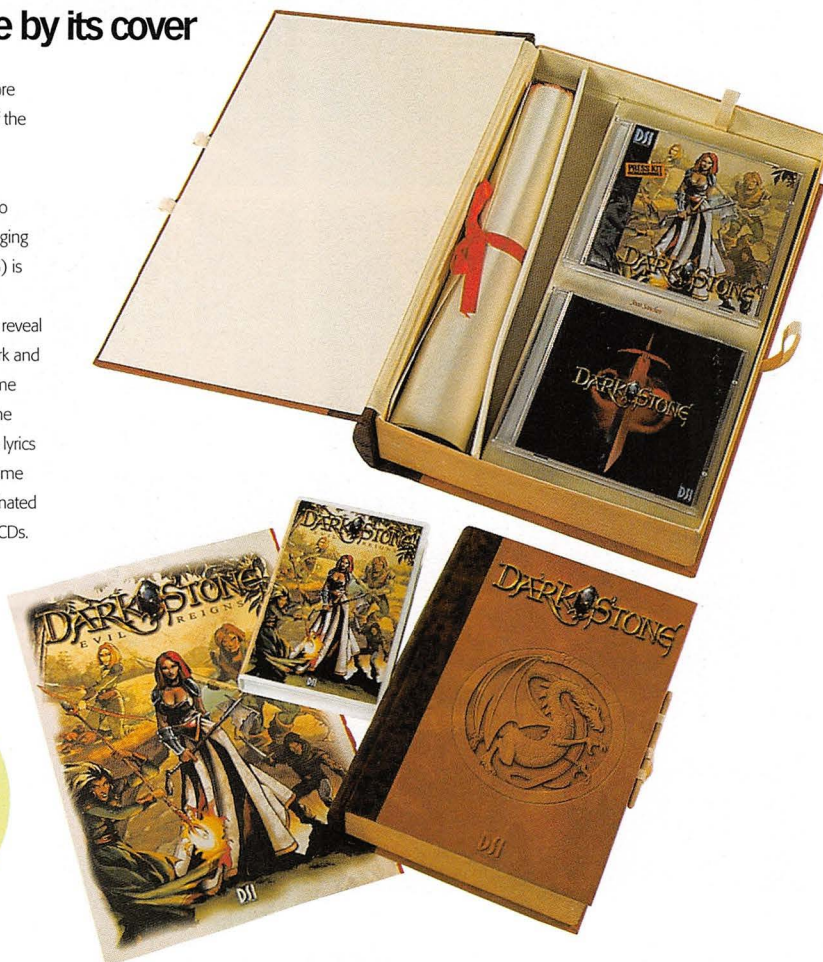 e by its cover
re
the
o
ging
) is
reveal
rk and
me
he
lyrics
me
nated
CDs.
DSI
PRESS KIT
DARKSTONE
DARKSTONE
DSI
DARKSTONE
EVIL REIGNS
DSI
DARKSTONE
EVIL REIGNS
DSI
DARKSTONE
DSI